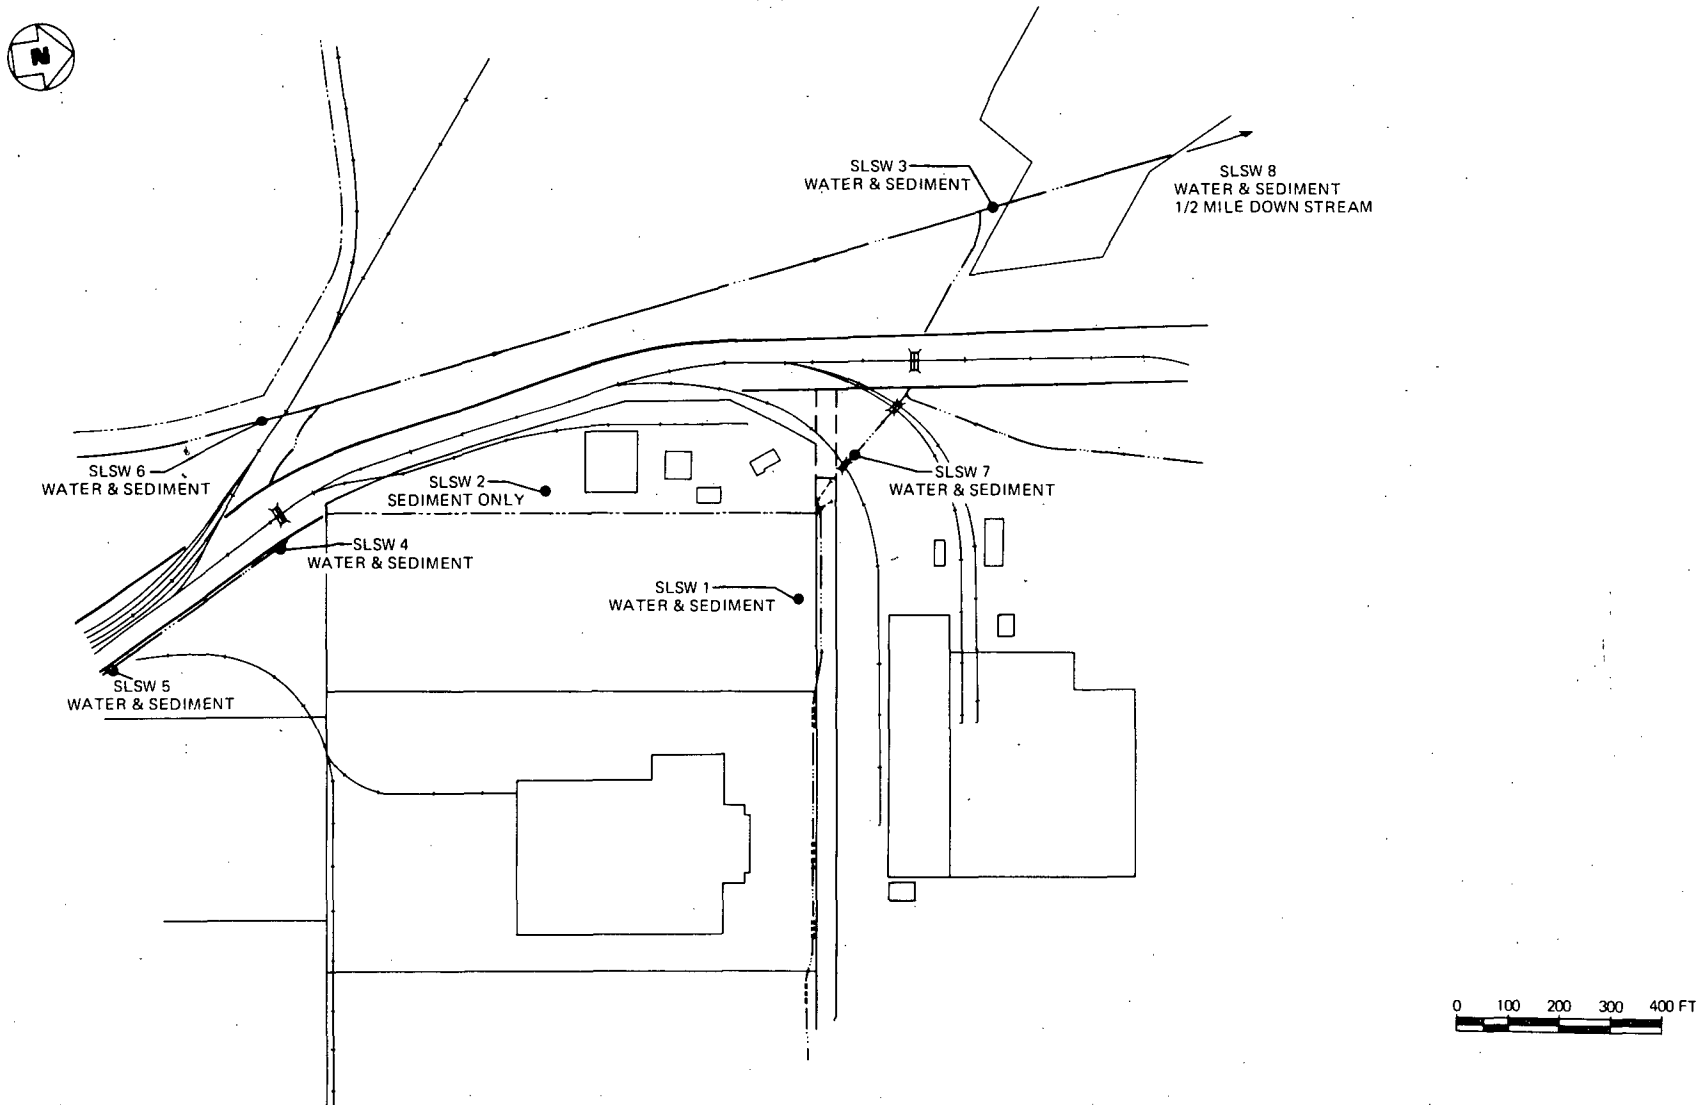 N
SLSW 3
WATER & SEDIMENT
SLSW 8
WATER & SEDIMENT
1/2 MILE DOWN STREAM
SLSW 6
WATER & SEDIMENT
SLSW 2
SEDIMENT ONLY
SLSW 7
WATER & SEDIMENT
SLSW 4
WATER & SEDIMENT
SLSW 1
WATER & SEDIMENT
SLSW 5
WATER & SEDIMENT
0 100 200 300 400 FT